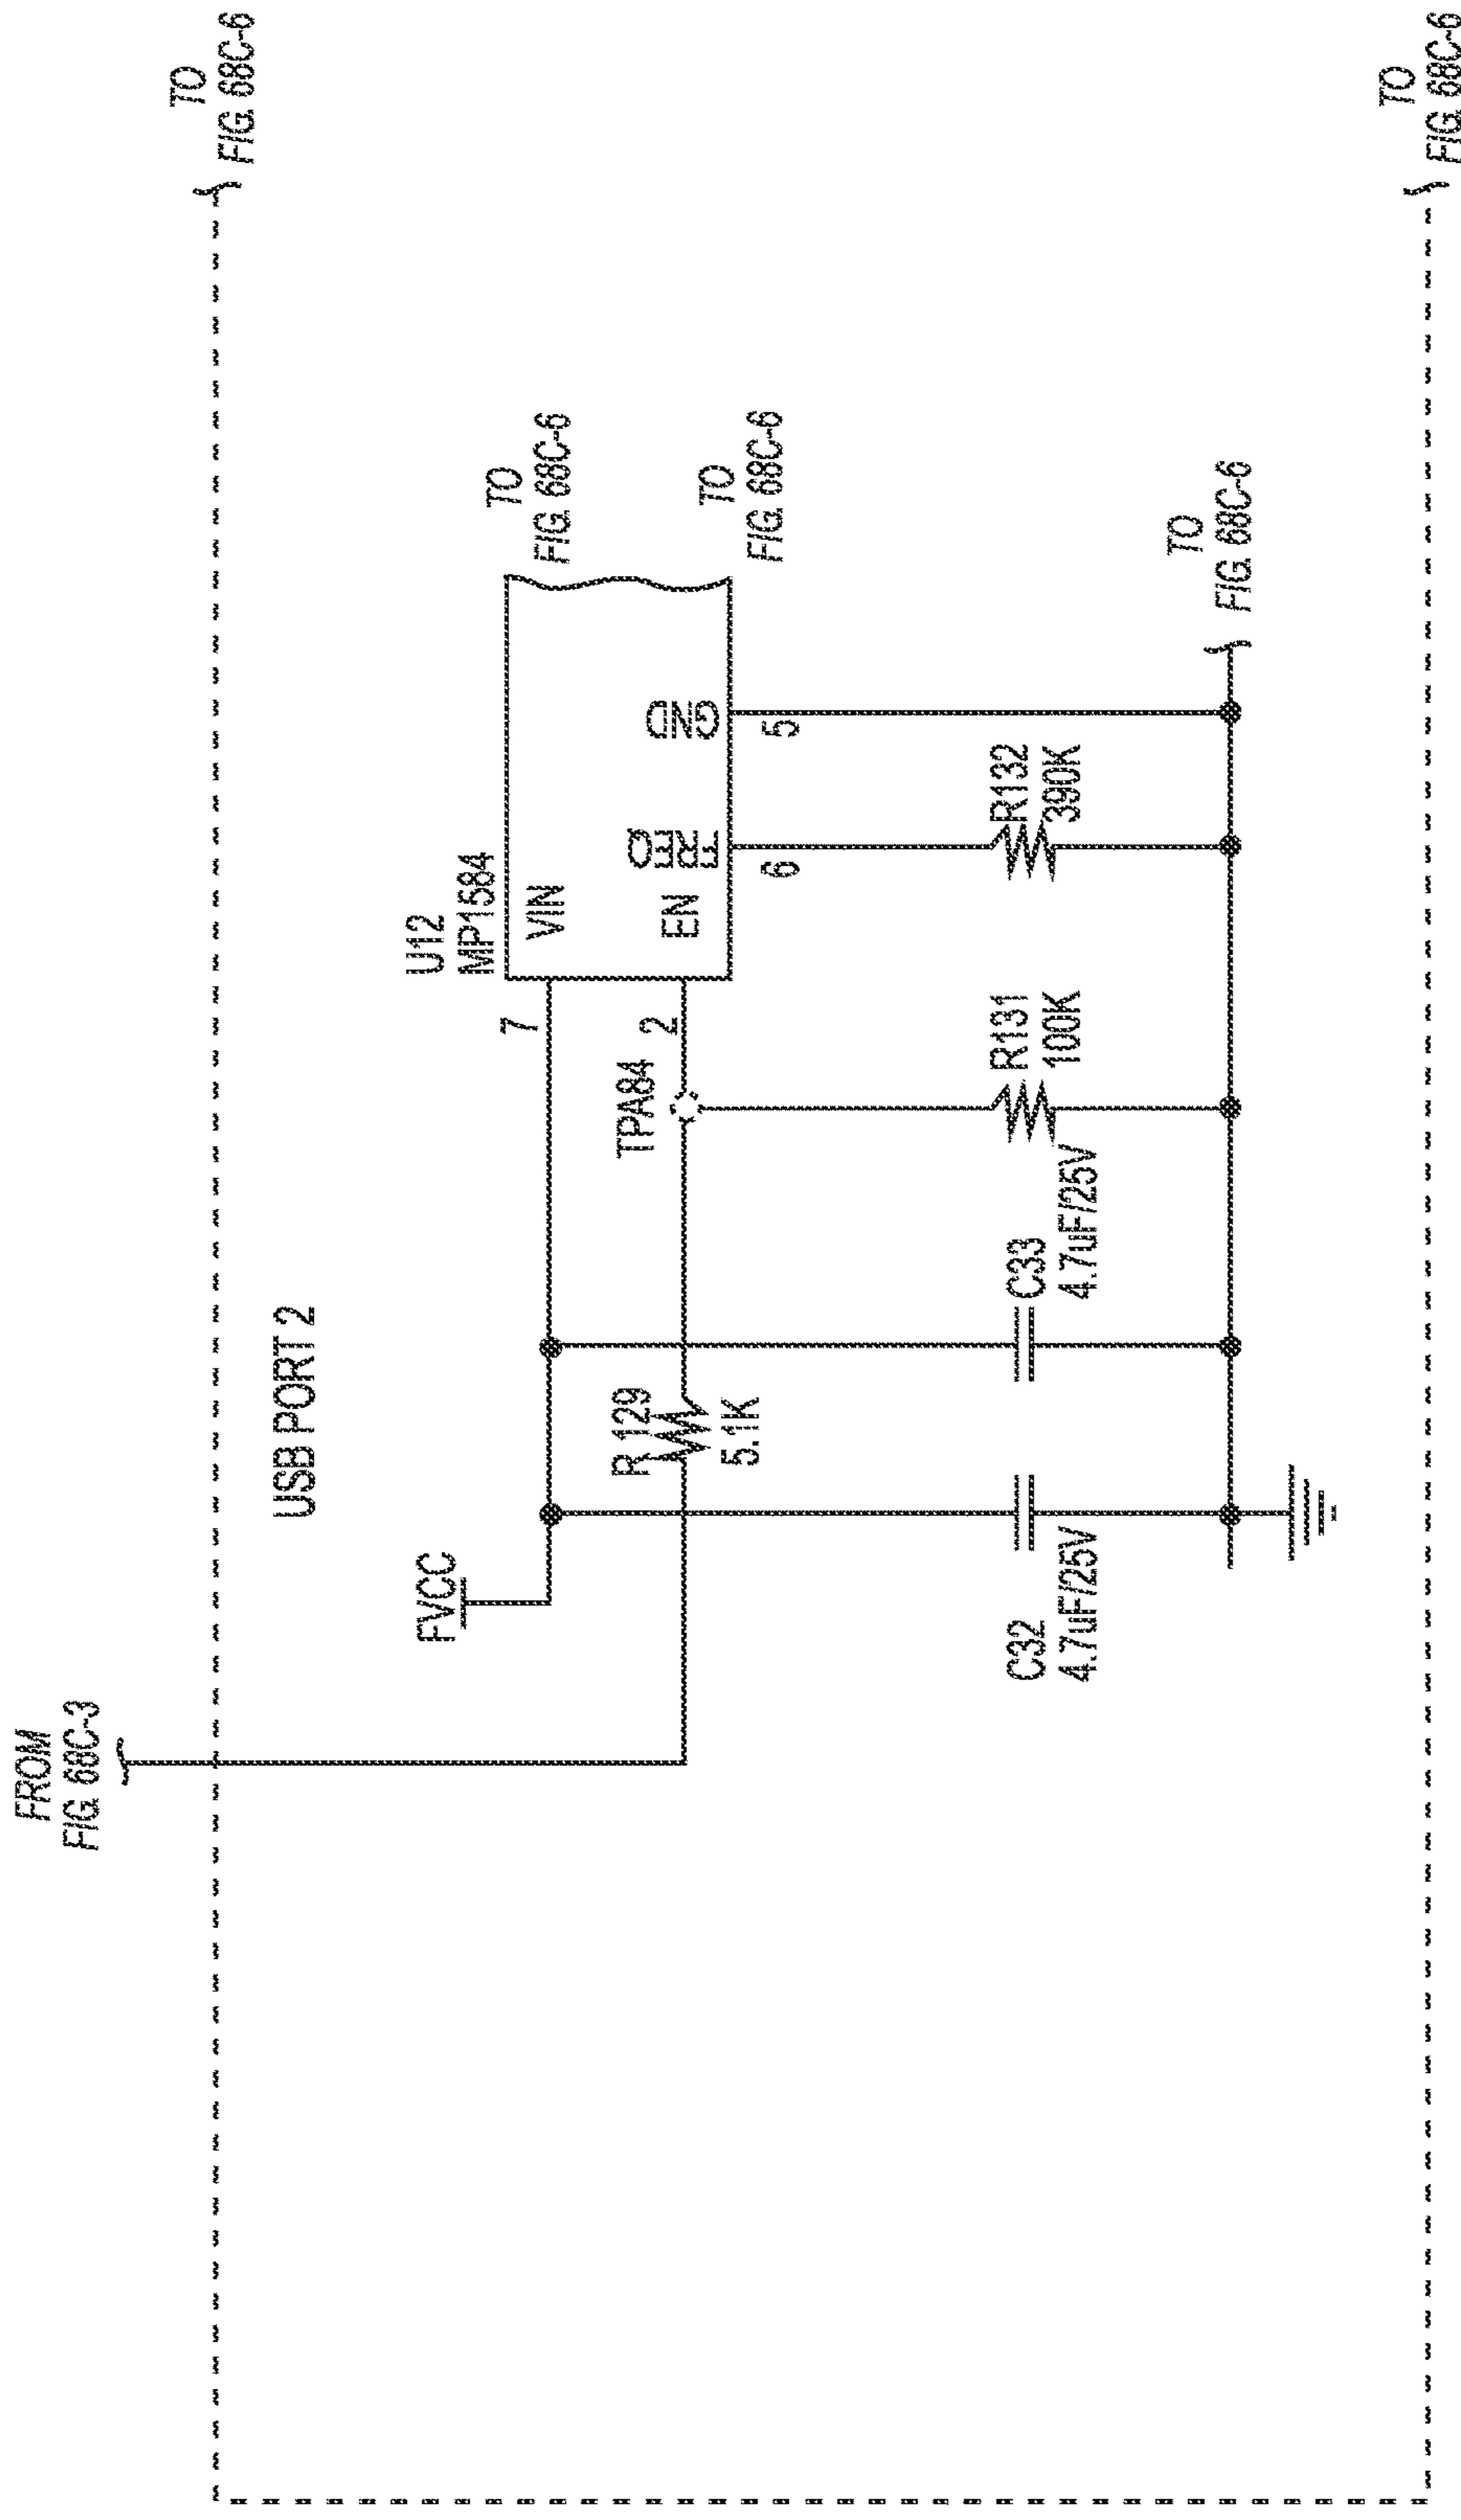 FROM
FIG. 68C-3
TO
FIG. 68C-6
USB PORT 2
FVCC
U12
MP1584
7
VIN
TO
FIG. 68C-6
R 129
5.1K
TPA84
2
EN
FREQ
GND
6
5
TO
FIG. 68C-6
C32
4.7uF/25V
C33
4.7uF/25V
R131
100K
R132
390K
TO
FIG. 68C-6
TO
FIG. 68C-6